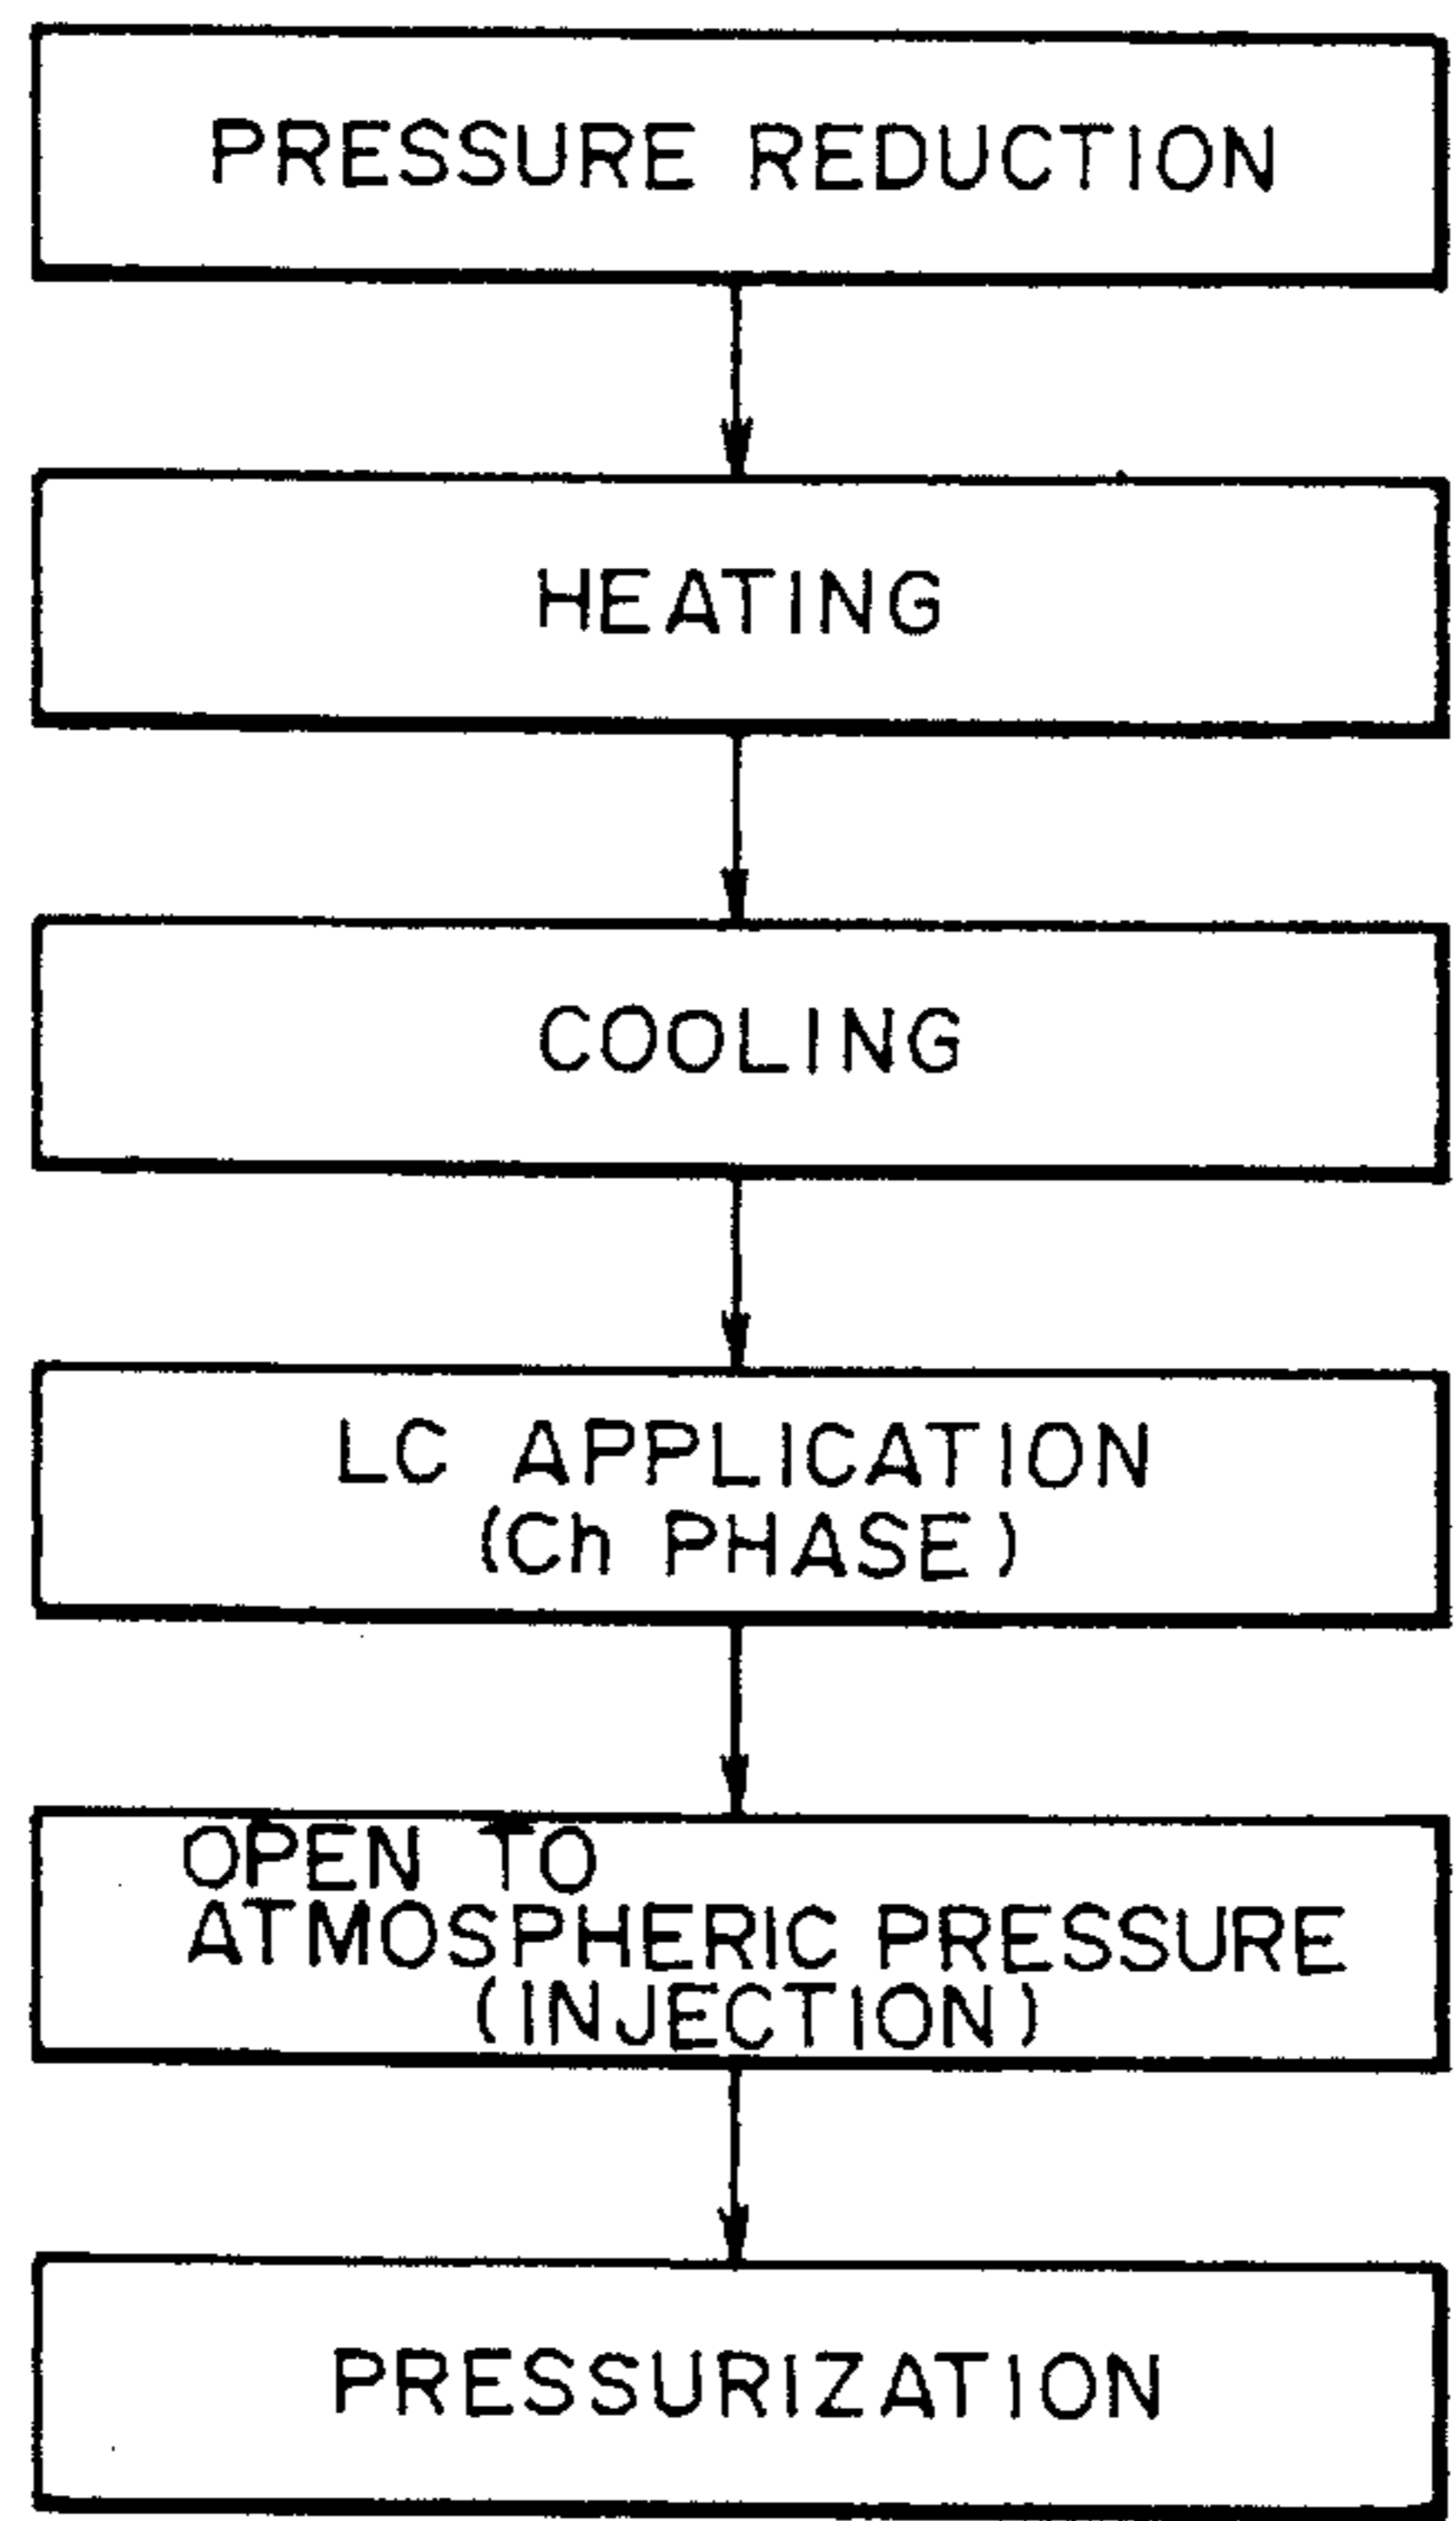 PRESSURE REDUCTION
HEATING
COOLING
LC APPLICATION
(Ch PHASE)
OPEN TO
ATMOSPHERIC PRESSURE
(INJECTION)
PRESSURIZATION